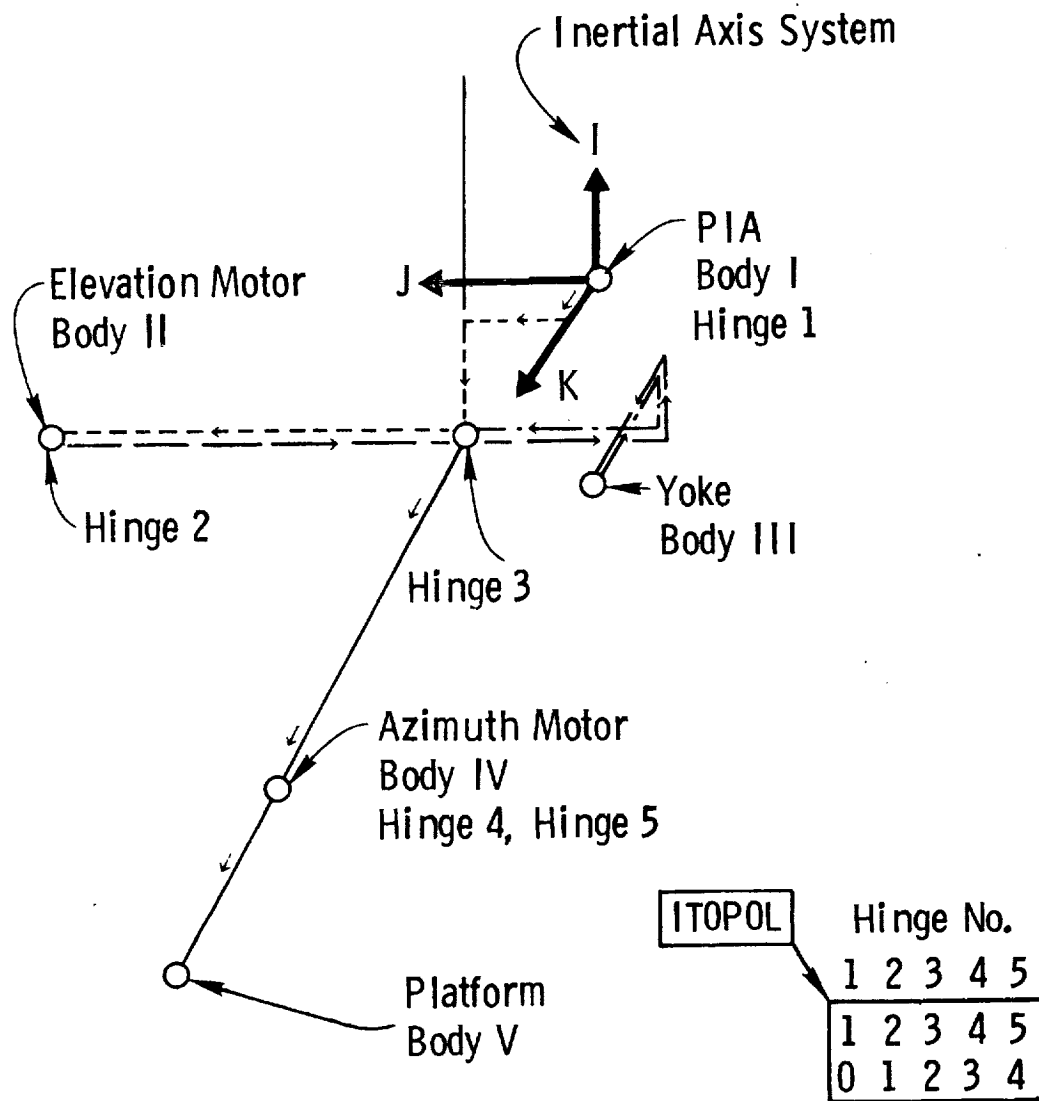 Inertial Axis System
I
PIA
Body I
Hinge 1
J
Elevation Motor
Body II
K
Hinge 2
Yoke
Body III
Hinge 3
Azimuth Motor
Body IV
Hinge 4, Hinge 5
Platform
Body V
ITOPOL
Hinge No.
1 2 3 4 5
1 2 3 4 5
0 1 2 3 4